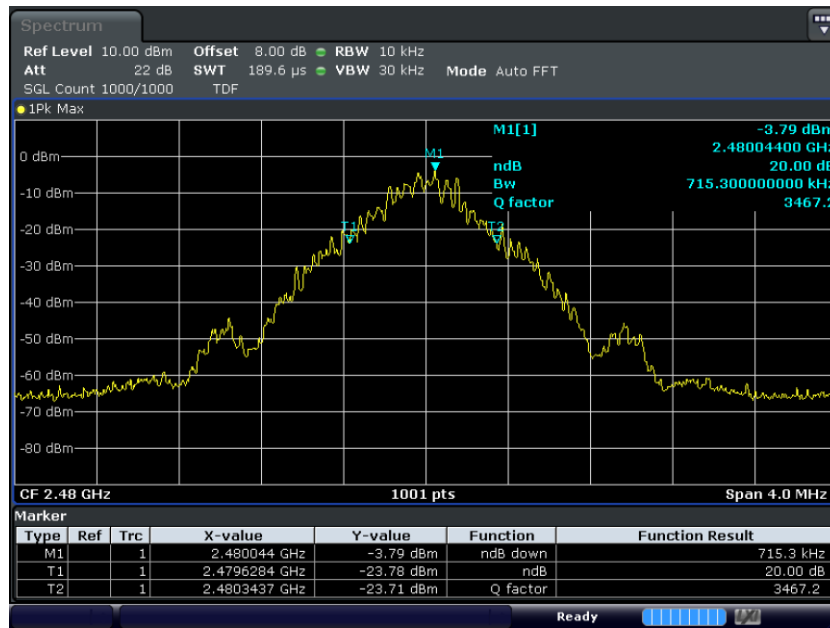 Spectrum
Ref Level 10.00 dBm Offset 8.00 dB RBW 10 kHz
Att 22 dB SWT 189.6 µs VBW 30 kHz Mode Auto FFT
SGL Count 1000/1000 TDF
1Pk Max
M1[1] -3.79 dBm
2.48004400 GHz
ndB 20.00 dB
Bw 715.300000000 kHz
Q factor 3467.2
M1
T1
T2
0 dBm
-10 dBm
-20 dBm
-30 dBm
-40 dBm
-50 dBm
-60 dBm
-70 dBm
-80 dBm
CF 2.48 GHz 1001 pts Span 4.0 MHz
Marker
Type Ref Trc X-value Y-value Function Function Result
M1 1 2.480044 GHz -3.79 dBm ndB down 715.3 kHz
T1 1 2.4796284 GHz -23.78 dBm ndB 20.00 dB
T2 1 2.4803437 GHz -23.71 dBm Q factor 3467.2
Ready